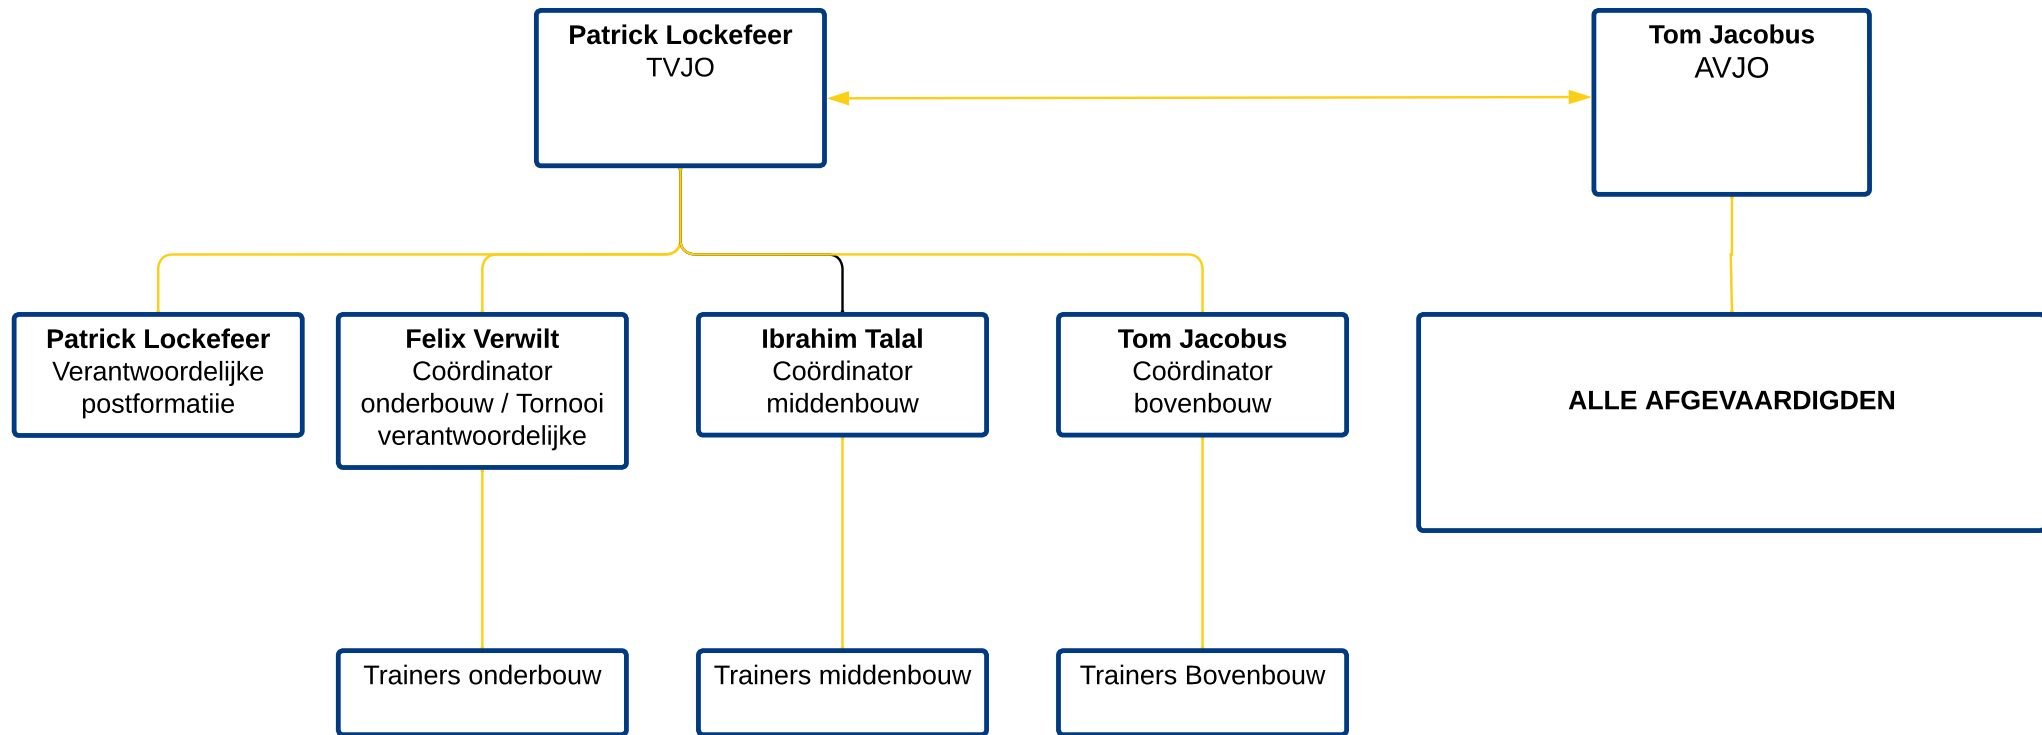 Patrick Lockefeer
TVJO
Tom Jacobus
AVJO
Patrick Lockefeer
Verantwoordelijke
postformatiie
Felix Verwilt
Coördinator
onderbouw / Tornooi
verantwoordelijke
Ibrahim Talal
Coördinator
middenbouw
Tom Jacobus
Coördinator
bovenbouw
ALLE AFGEVAARDIGDEN
Trainers onderbouw
Trainers middenbouw
Trainers Bovenbouw